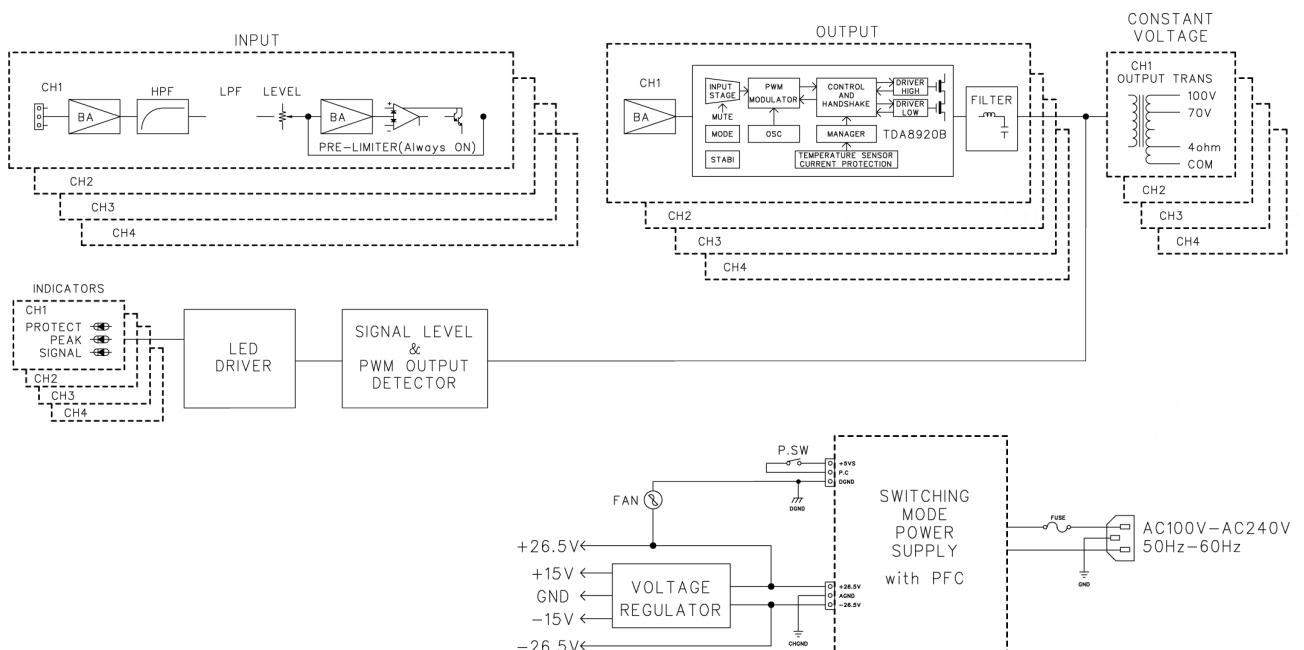 INPUT
CH1
HPF
LPF
LEVEL
BA
BA
PRE-LIMITER(Always ON)
CH2
CH3
CH4
OUTPUT
CH1
BA
INPUT
STAGE
MUTE
MODE
STABI
PWM
MODULATOR
OSC
CONTROL
AND
HANDSHAKE
MANAGER
TEMPERATURE SENSOR
CURRENT PROTECTION
DRIVER
HIGH
DRIVER
LOW
TDA8920B
FILTER
CH2
CH3
CH4
CONSTANT
VOLTAGE
CH1
OUTPUT TRANS
100V
70V
4ohm
COM
CH2
CH3
CH4
INDICATORS
CH1
PROTECT
PEAK
SIGNAL
CH2
CH3
CH4
LED
DRIVER
SIGNAL LEVEL
&
PWM OUTPUT
DETECTOR
P.SW
+5VS
P.C
DGND
DGND
FAN
+26.5V
+15V
GND
-15V
-26.5V
VOLTAGE
REGULATOR
+26.5V
AGND
-26.5V
CHGND
SWITCHING
MODE
POWER
SUPPLY
with PFC
FUSE
GND
AC100V-AC240V
50Hz-60Hz